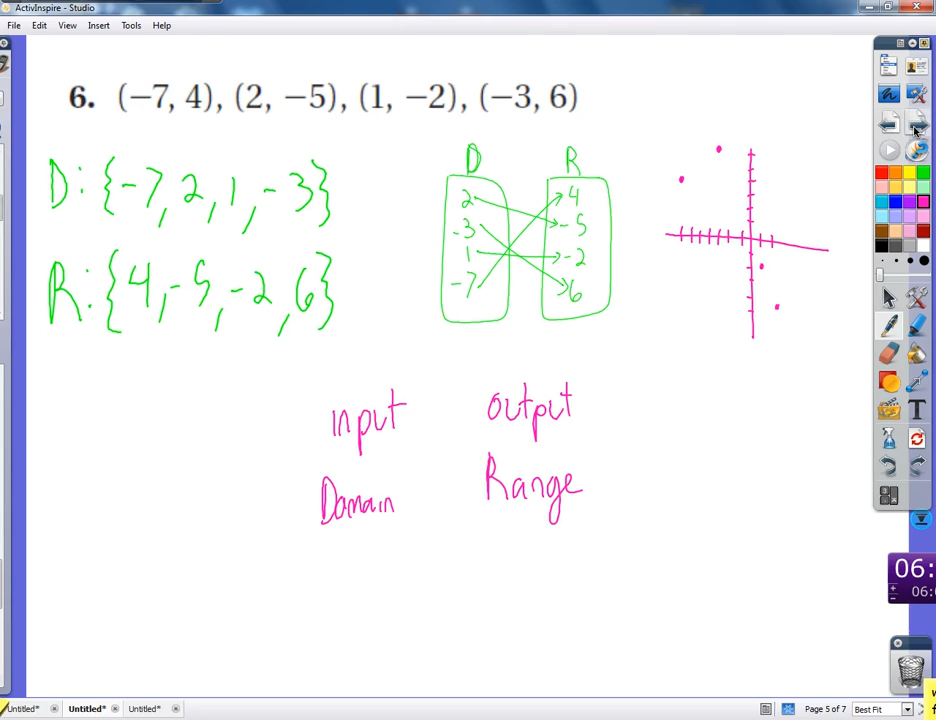 ActivInspire - Studio
File Edit View Insert Tools Help
6. (−7, 4), (2, −5), (1, −2), (−3, 6)
D: {-7, 2, 1, -3}
R: {4, -5, -2, 6}
D R
2 4
-3 -5
1 -2
-7 6
input output
Domain Range
06:
06:
Untitled* Untitled* Untitled* Page 5 of 7 Best Fit